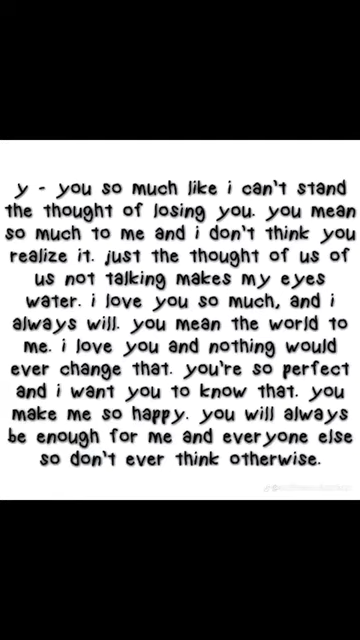 y - you so much like i can't stand
the thought of losing you. you mean
so much to me and i don't think you
realize it. just the thought of us of
us not talking makes my eyes
water. i love you so much, and i
always will. you mean the world to
me. i love you and nothing would
ever change that. you're so perfect
and i want you to know that. you
make me so happy. you will always
be enough for me and everyone else
so don't ever think otherwise.